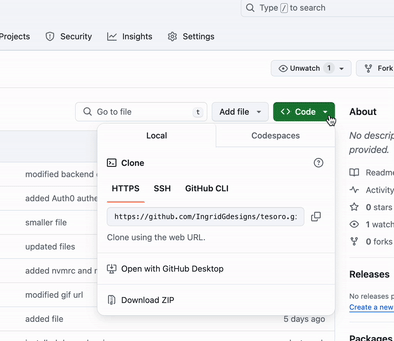 Type / to search
Projects
Security
Insights
Settings
Unwatch 1
Fork
Go to file
t
Add file
Code
About
Local
Codespaces
No descrip
provided.
Clone
modified backend
HTTPS
SSH
GitHub CLI
Readme
added Auth0 authe
Activity
smaller file
https://github.com/IngridGdesigns/tesoro.g
0 stars
1 watch
updated files
Clone using the web URL.
0 forks
added nvmrc and r
Open with GitHub Desktop
Releases
modified gif url
No releases p
Download ZIP
Create a new
added file
5 days ago
Packages